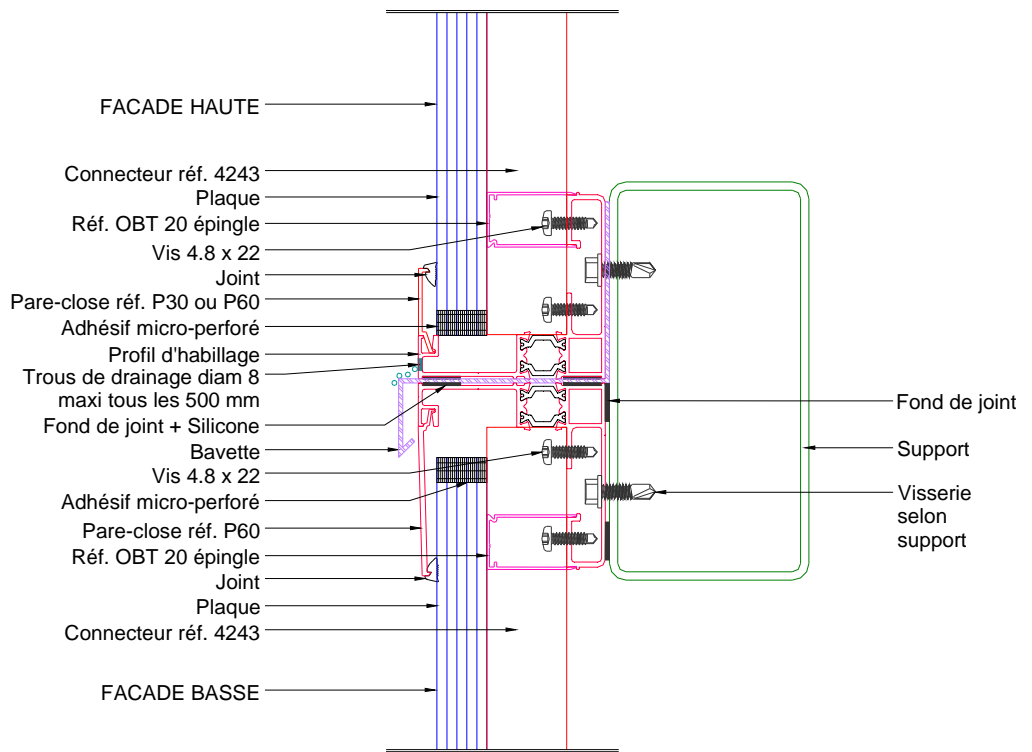 FACADE HAUTE
Connecteur réf. 4243
Plaque
Réf. OBT 20 épingle
Vis 4.8 x 22
Joint
Pare-close réf. P30 ou P60
Adhésif micro-perforé
Profil d'habillage
Trous de drainage diam 8
maxi tous les 500 mm
Fond de joint + Silicone
Bavette
Vis 4.8 x 22
Adhésif micro-perforé
Pare-close réf. P60
Réf. OBT 20 épingle
Joint
Plaque
Connecteur réf. 4243
FACADE BASSE
Fond de joint
Support
Visserie
selon
support